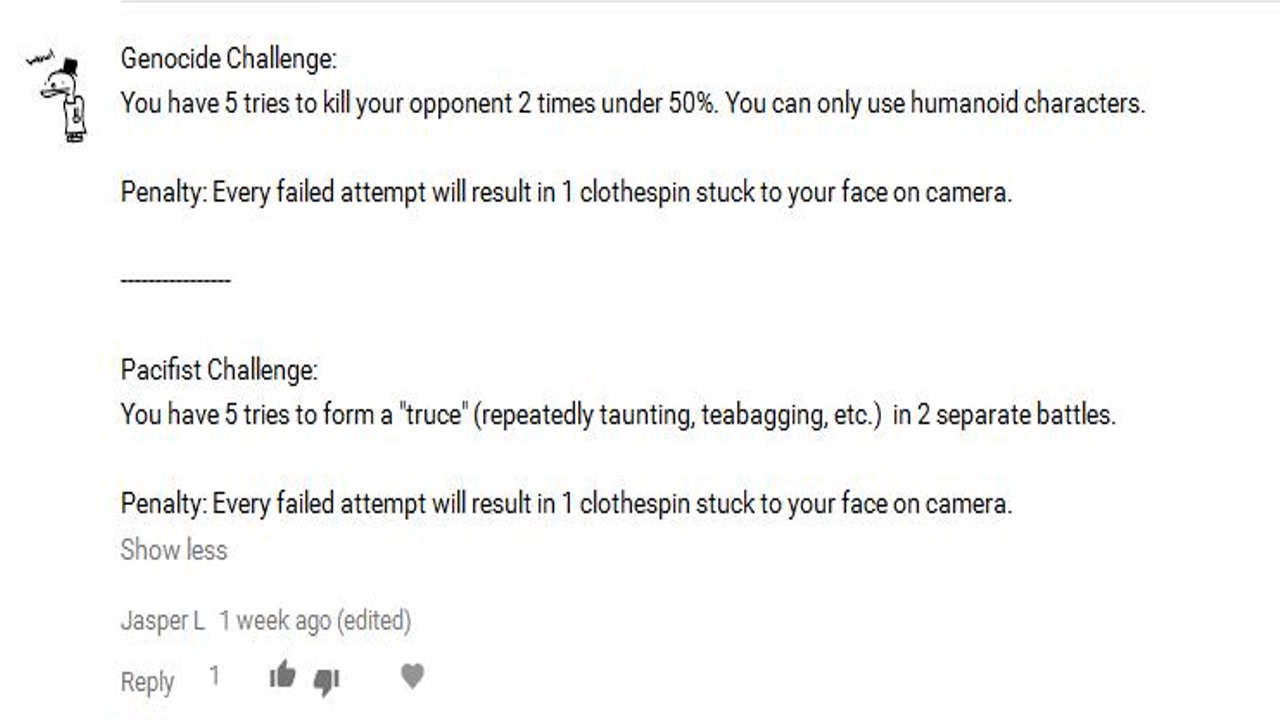 Genocide Challenge:
You have 5 tries to kill your opponent 2 times under 50%. You can only use humanoid characters.
Penalty: Every failed attempt will result in 1 clothespin stuck to your face on camera.
----------------
Pacifist Challenge:
You have 5 tries to form a "truce" (repeatedly taunting, teabagging, etc.)  in 2 separate battles.
Penalty: Every failed attempt will result in 1 clothespin stuck to your face on camera.
Show less
Jasper L  1 week ago (edited)
Reply 1